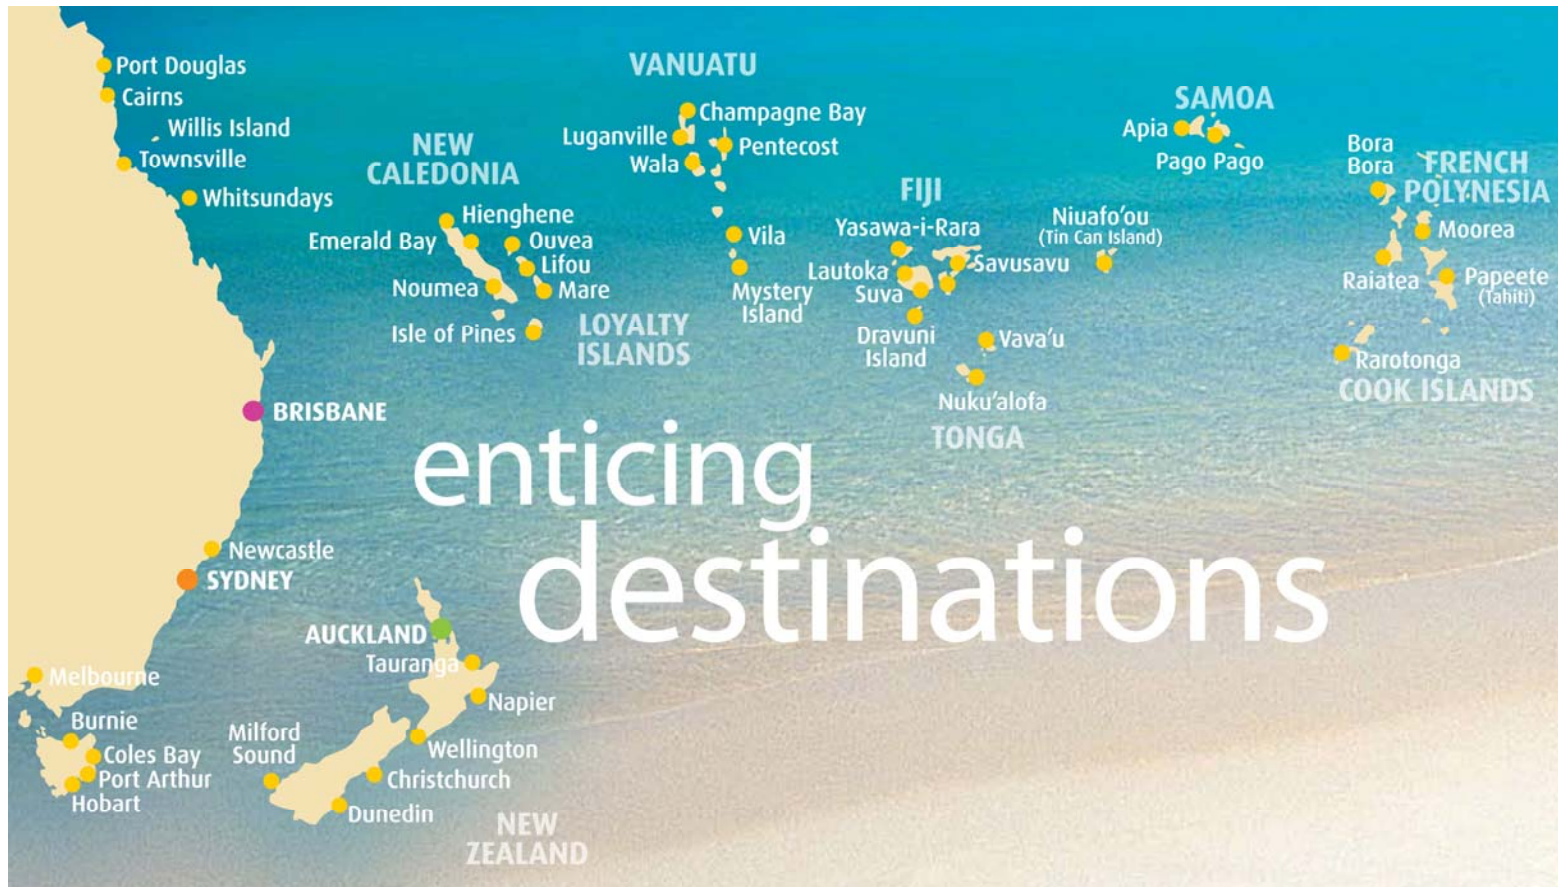 Port Douglas
Cairns
Willis Island
Townsville
Whitsundays
BRISBANE
Newcastle
SYDNEY
Melbourne
Burnie
Coles Bay
Port Arthur
Hobart
NEW
CALEDONIA
Hienghene
Emerald Bay
Ouvea
Lifou
Noumea
Mare
Isle of Pines
LOYALTY
ISLANDS
VANUATU
Champagne Bay
Luganville
Pentecost
Wala
Vila
Mystery
Island
FIJI
Yasawa-i-Rara
Lautoka
Savusavu
Suva
Dravuni
Island
Niuafo'ou
(Tin Can Island)
Vava'u
Nuku'alofa
TONGA
SAMOA
Apia
Pago Pago
Bora
Bora
FRENCH
POLYNESIA
Moorea
Raiatea
Papeete
(Tahiti)
Rarotonga
COOK ISLANDS
enticing
destinations
AUCKLAND
Tauranga
Napier
Wellington
Milford
Sound
Christchurch
Dunedin
NEW
ZEALAND